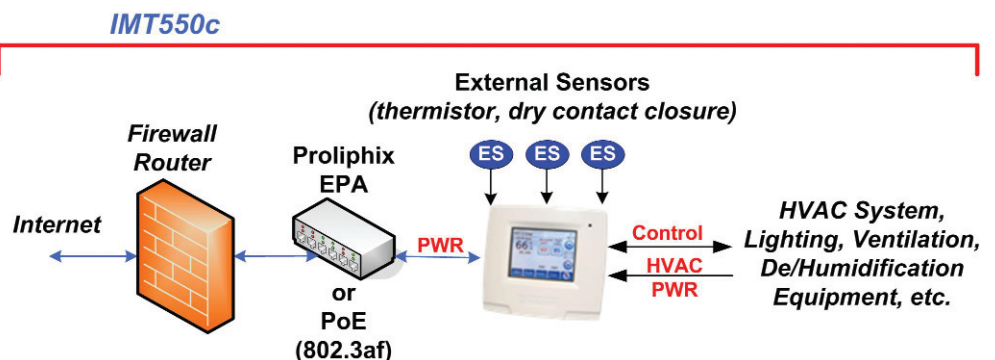 IMT550c
External Sensors
(thermistor, dry contact closure)
ES ES ES
Firewall
Router
Proliphix
EPA
or
PoE
(802.3af)
Internet
PWR
66
Control
HVAC
PWR
HVAC System,
Lighting, Ventilation,
De/Humidification
Equipment, etc.